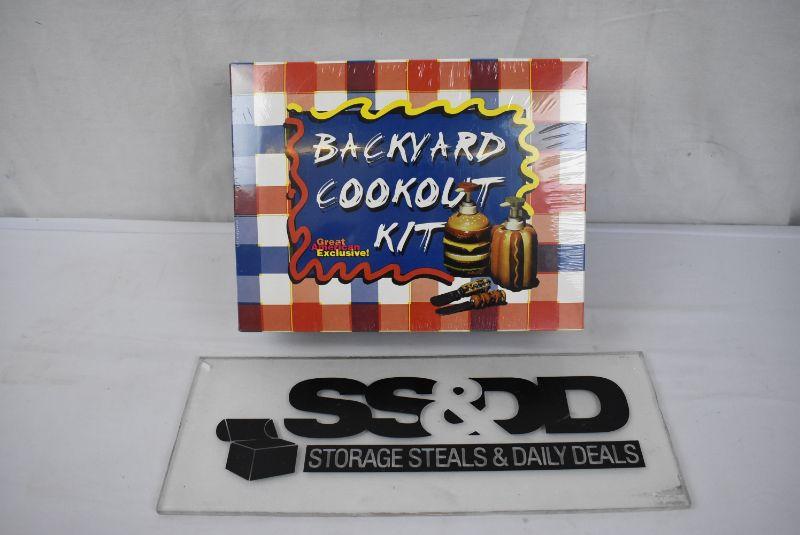 BACKYARD
COOKOUT
KIT
Great
American
Exclusive!
SS&DD
STORAGE STEALS & DAILY DEALS